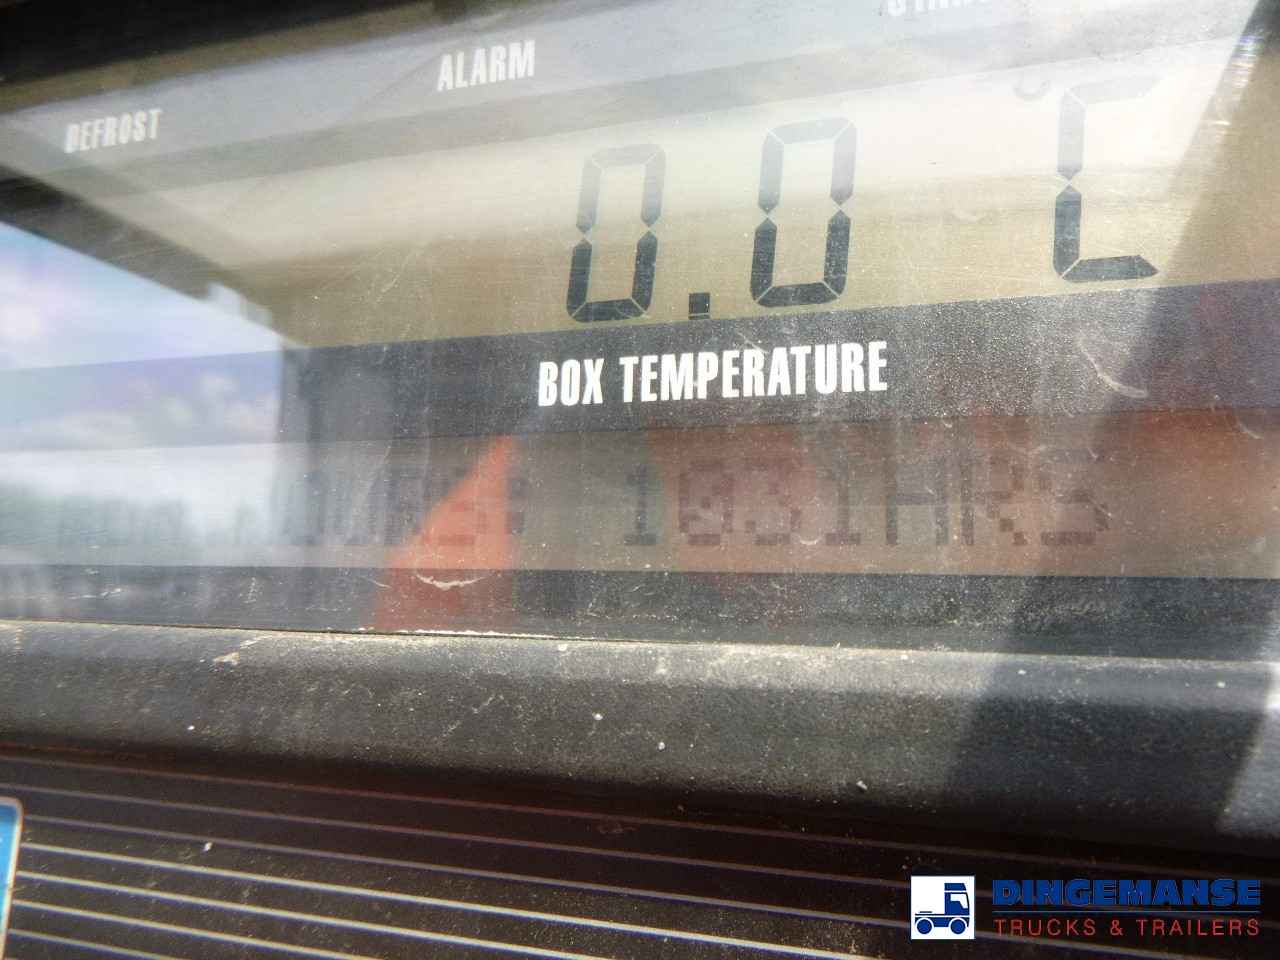 ALARM
DEFROST
0.0 °C
BOX TEMPERATURE
1031HRS
DINGEMANSE
TRUCKS & TRAILERS